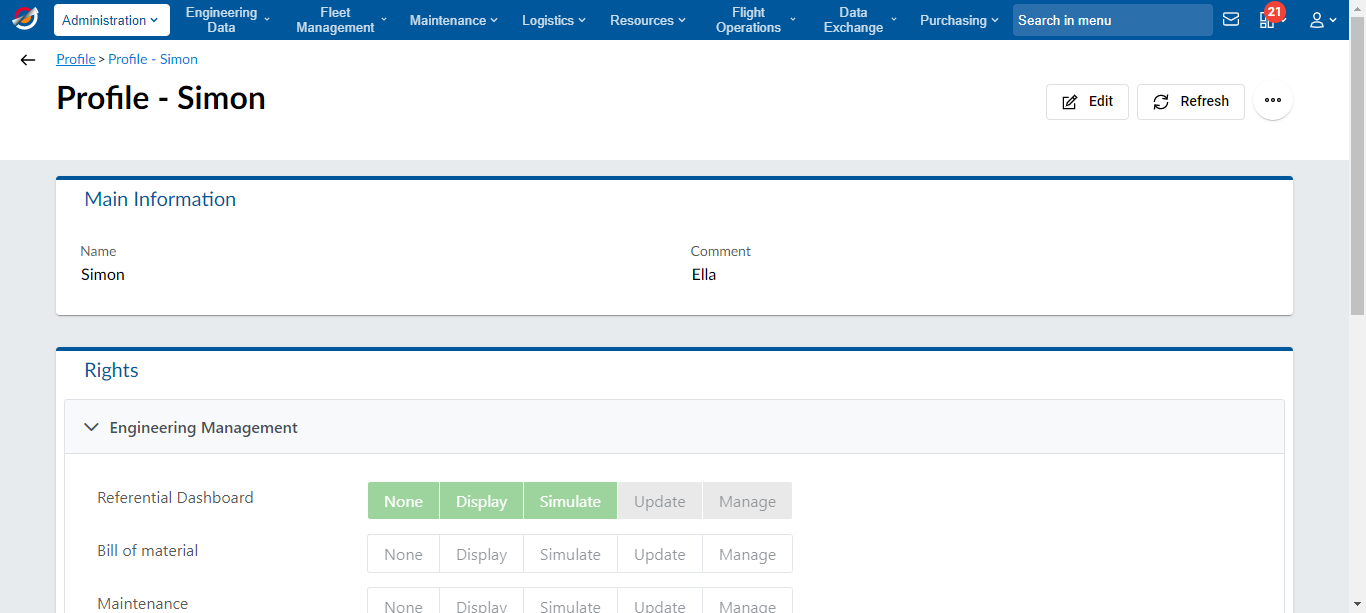 Administration
Engineering Data
Fleet Management
Maintenance
Logistics
Resources
Flight Operations
Data Exchange
Purchasing
Search in menu
21
Profile > Profile - Simon
Profile - Simon
Edit
Refresh
Main Information
Name
Comment
Simon
Ella
Rights
Engineering Management
Referential Dashboard
None Display Simulate Update Manage
Bill of material
None Display Simulate Update Manage
Maintenance
None Display Simulate Update Manage